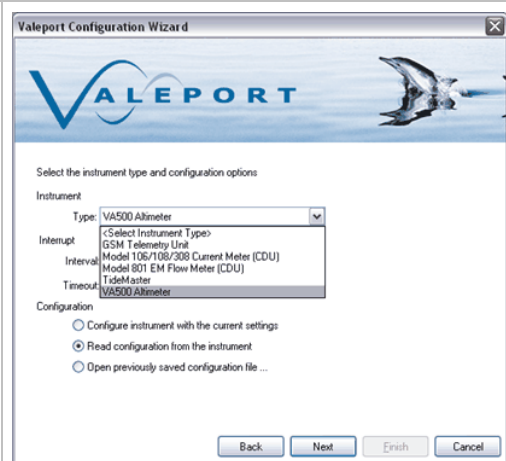 Valeport Configuration Wizard
VALEPORT
Select the instrument type and configuration options
Instrument
Type: VA500 Altimeter
<Select Instrument Type>
GSM Telemetry Unit
Model 106/108/308 Current Meter (CDU)
Model 801 EM Flow Meter (CDU)
TideMaster
VA500 Altimeter
Interrupt
Interval:
Timeout:
Configuration
Configure instrument with the current settings
Read configuration from the instrument
Open previously saved configuration file ...
Back Next Finish Cancel